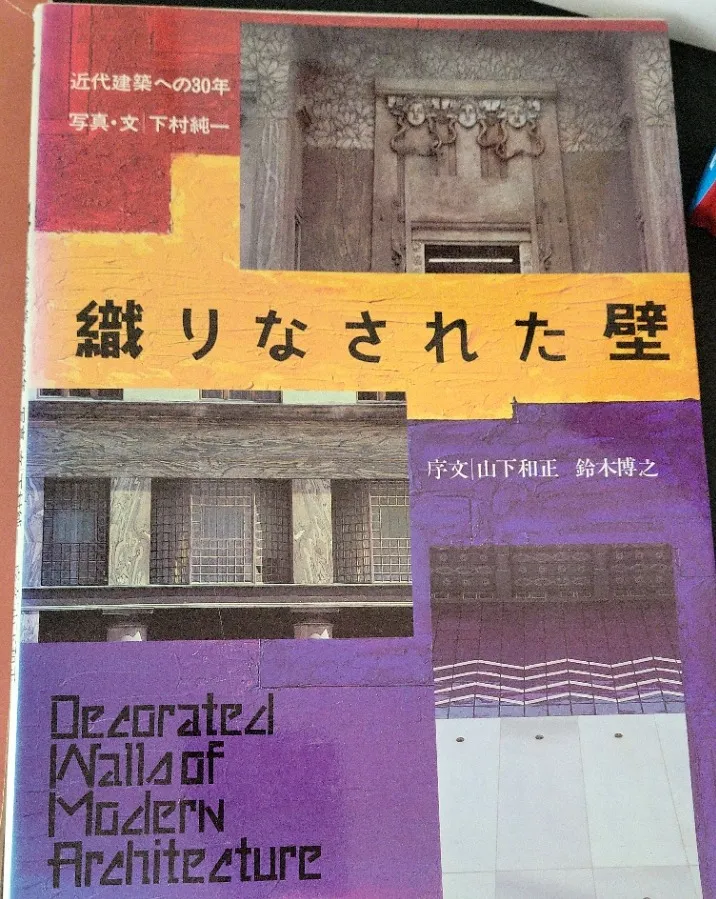 近代建築への30年
写真・文|下村純一
織りなされた壁
序文|山下和正 鈴木博之
Decorated
Walls of
Modern
Architecture